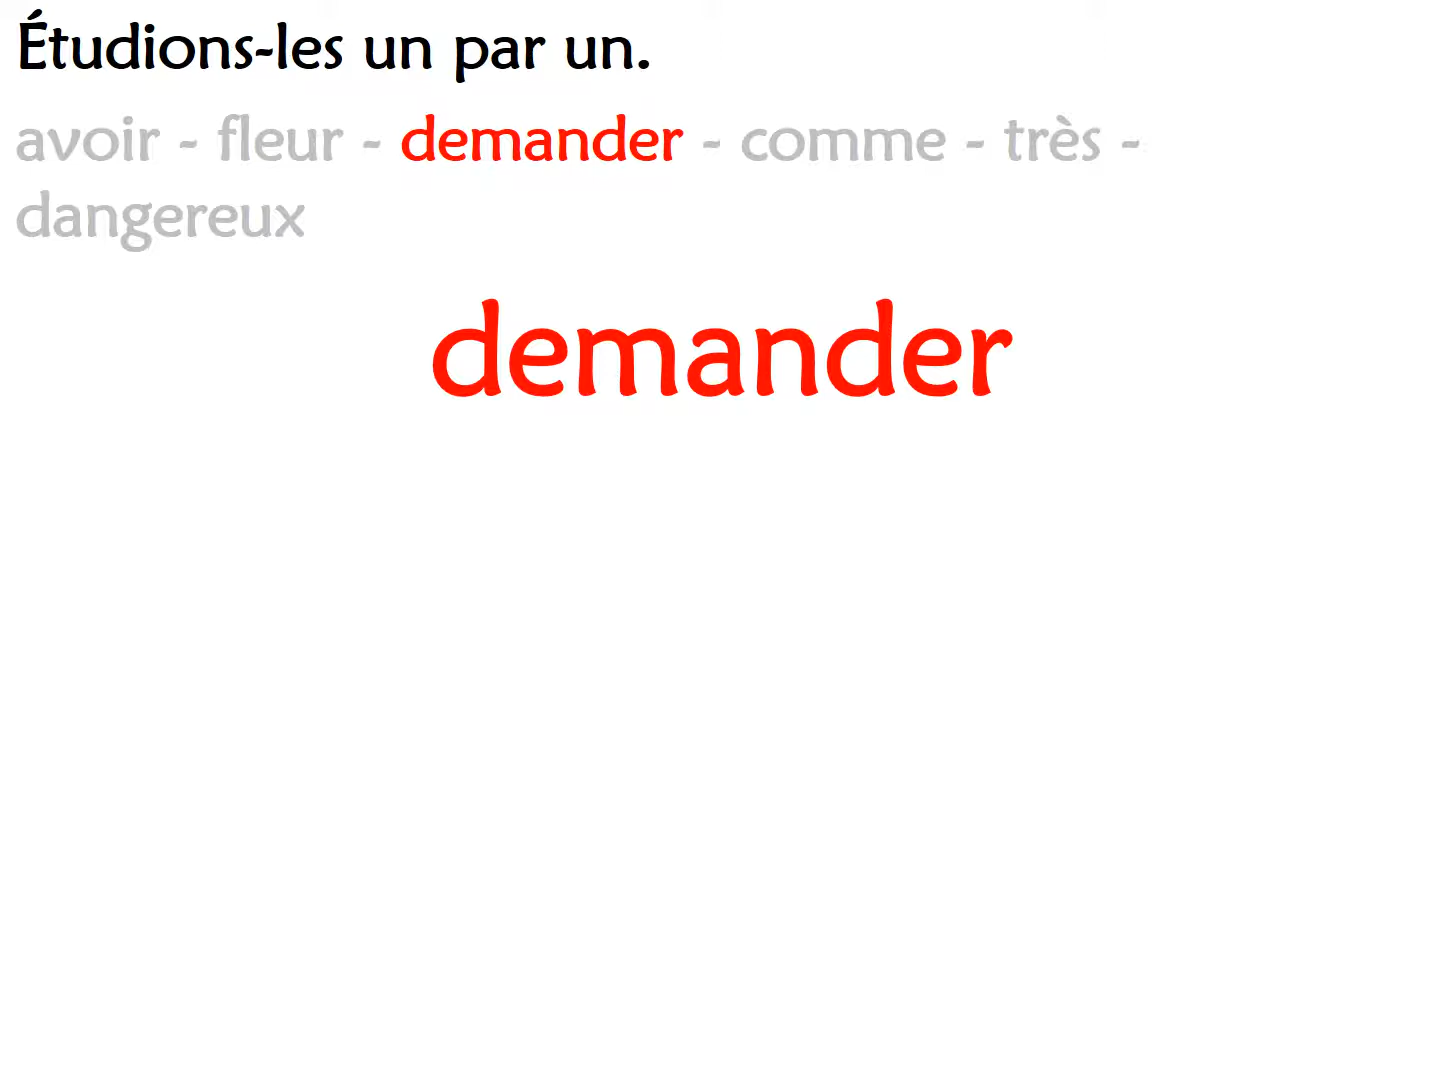 Étudions-les un par un.
avoir - fleur - demander - comme - très -
dangereux
demander